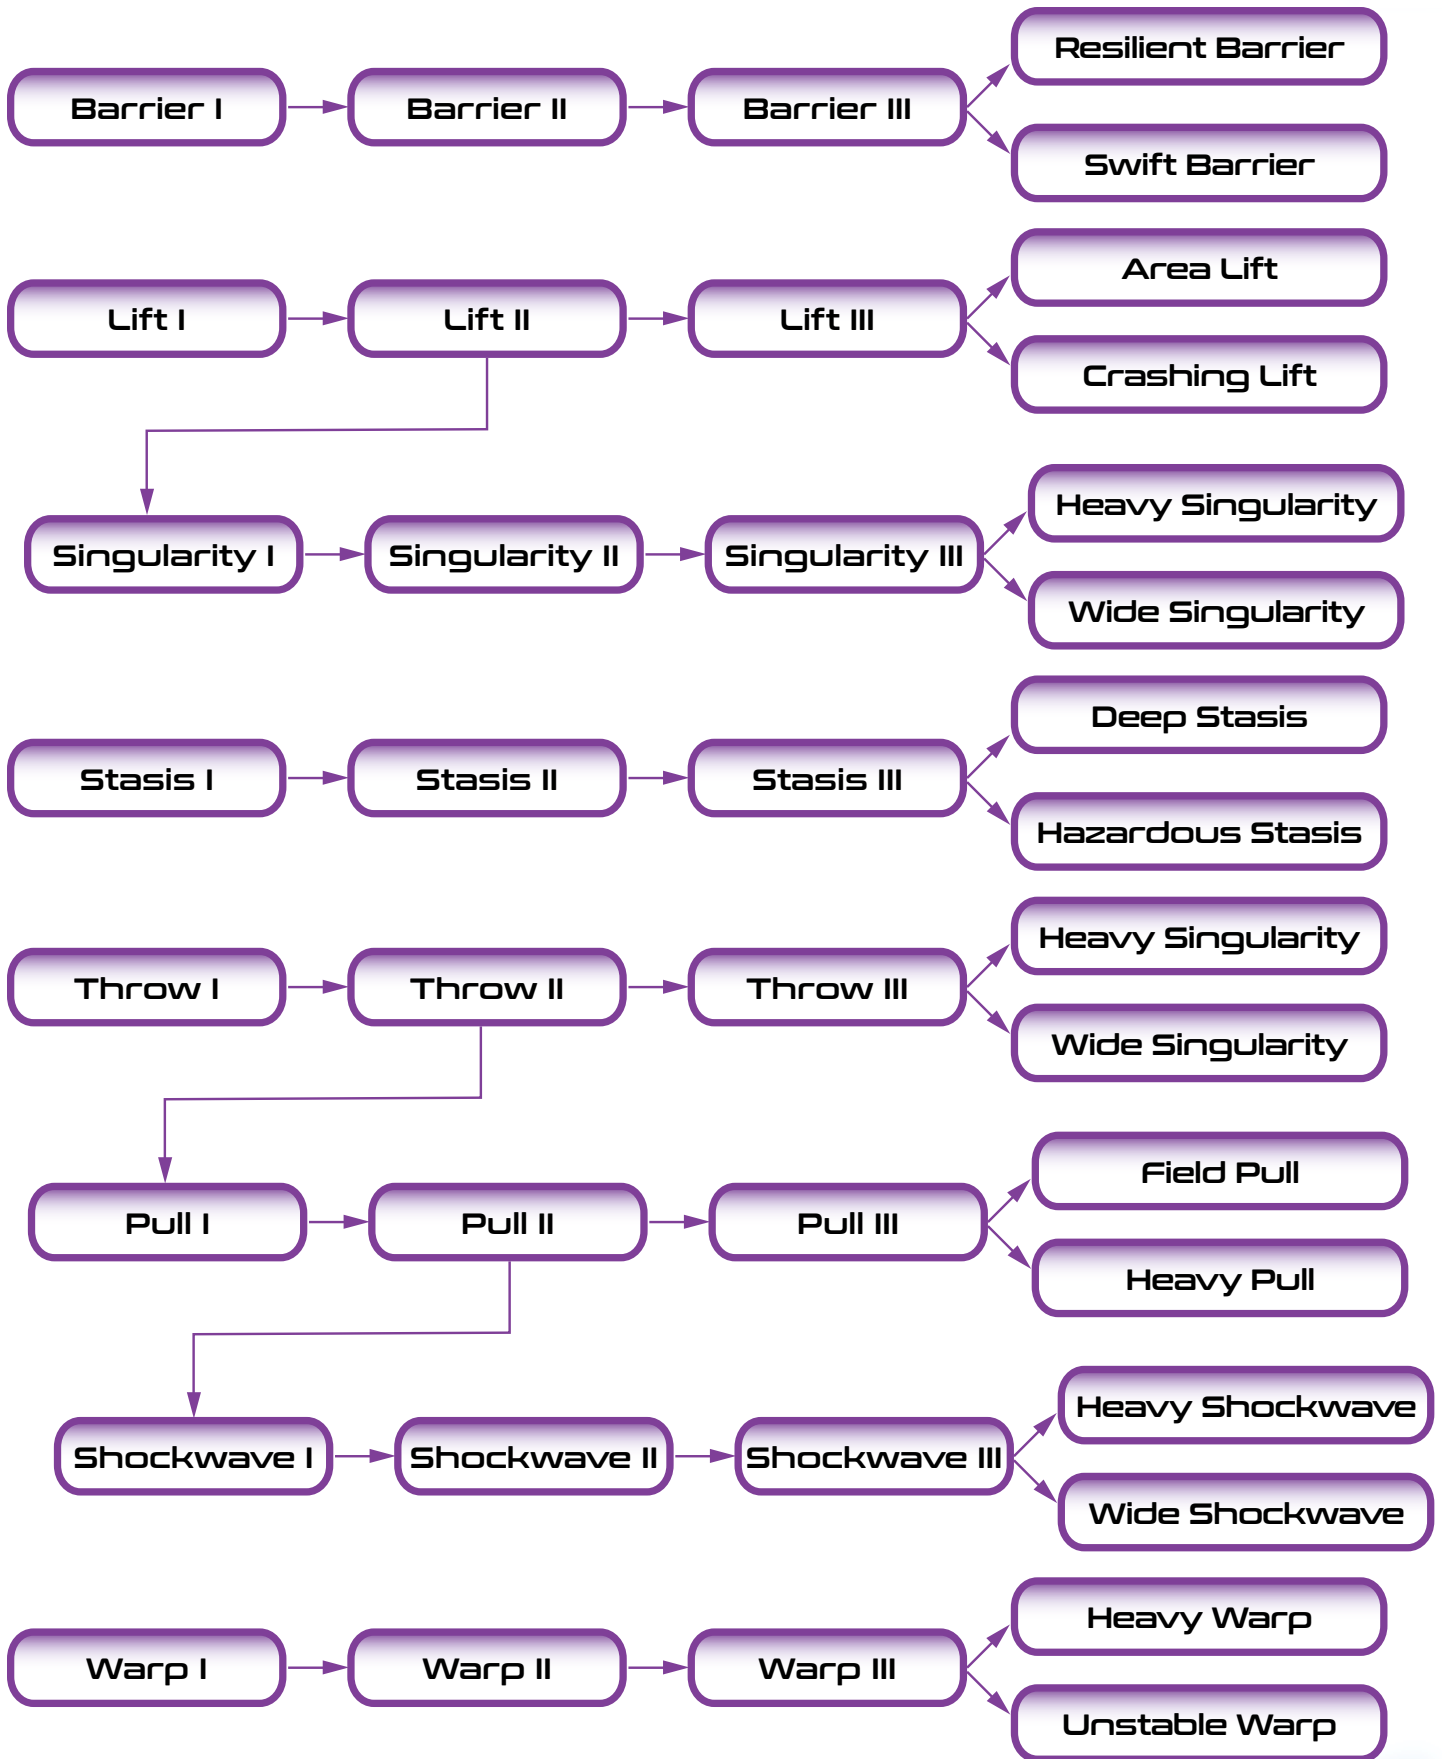 Resilient Barrier
Barrier I
Barrier II
Barrier III
Swift Barrier
Area Lift
Lift I
Lift II
Lift III
Crashing Lift
Heavy Singularity
Singularity I
Singularity II
Singularity III
Wide Singularity
Deep Stasis
Stasis I
Stasis II
Stasis III
Hazardous Stasis
Heavy Singularity
Throw I
Throw II
Throw III
Wide Singularity
Field Pull
Pull I
Pull II
Pull III
Heavy Pull
Heavy Shockwave
Shockwave I
Shockwave II
Shockwave III
Wide Shockwave
Heavy Warp
Warp I
Warp II
Warp III
Unstable Warp